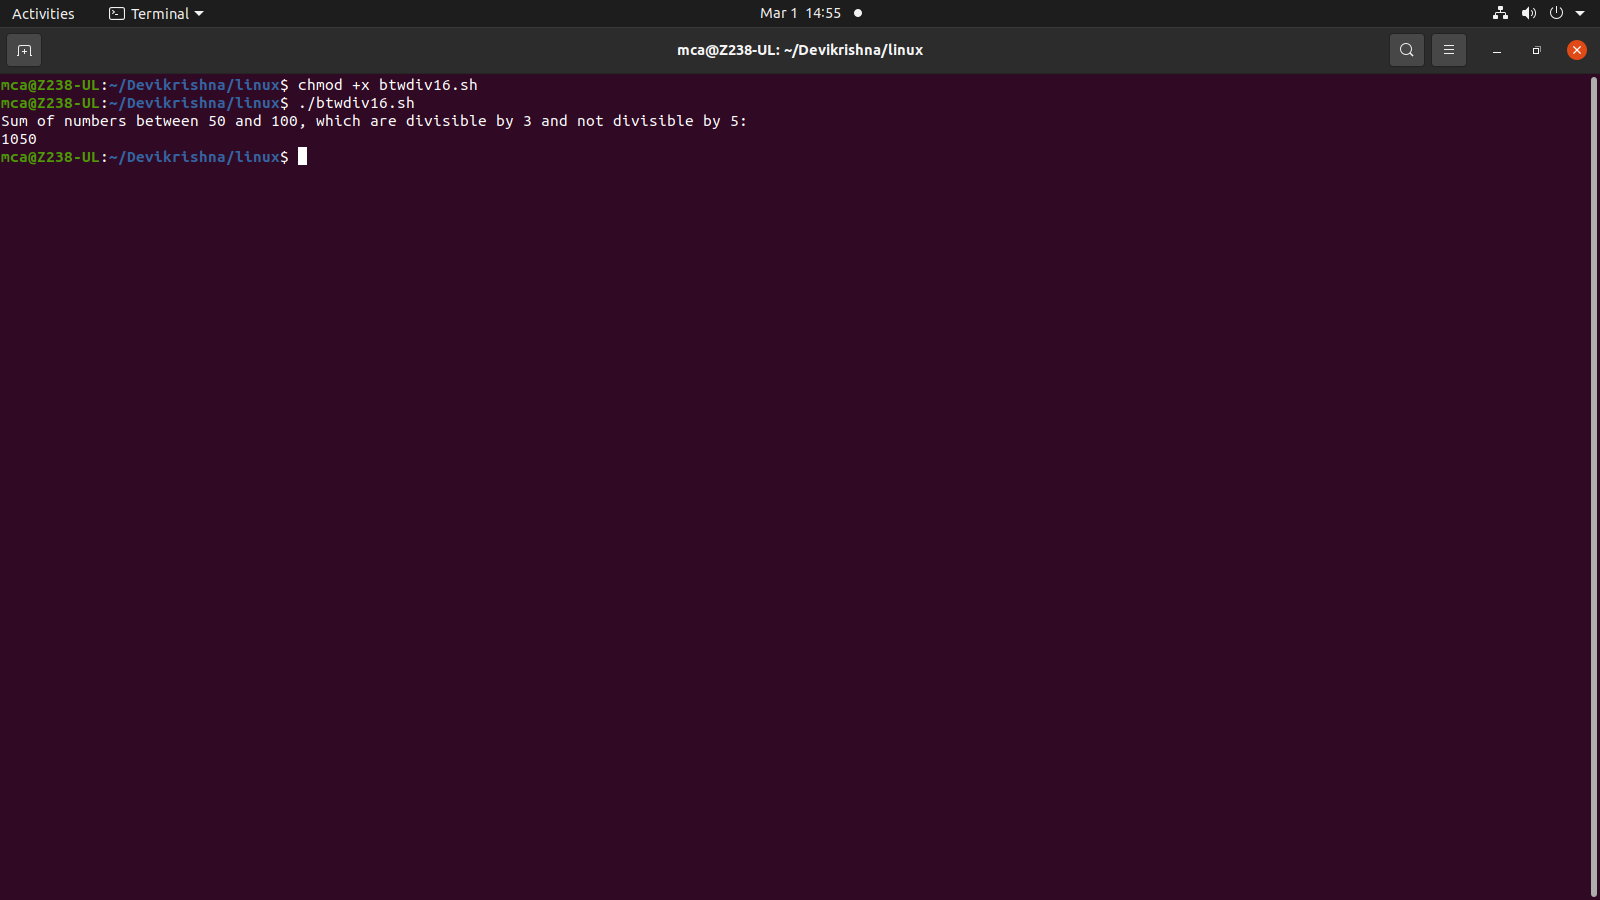 Activities Terminal Mar 1 14:55
mca@Z238-UL: ~/Devikrishna/linux
mca@Z238-UL:~/Devikrishna/linux$ chmod +x btwdiv16.sh
mca@Z238-UL:~/Devikrishna/linux$ ./btwdiv16.sh
Sum of numbers between 50 and 100, which are divisible by 3 and not divisible by 5:
1050
mca@Z238-UL:~/Devikrishna/linux$